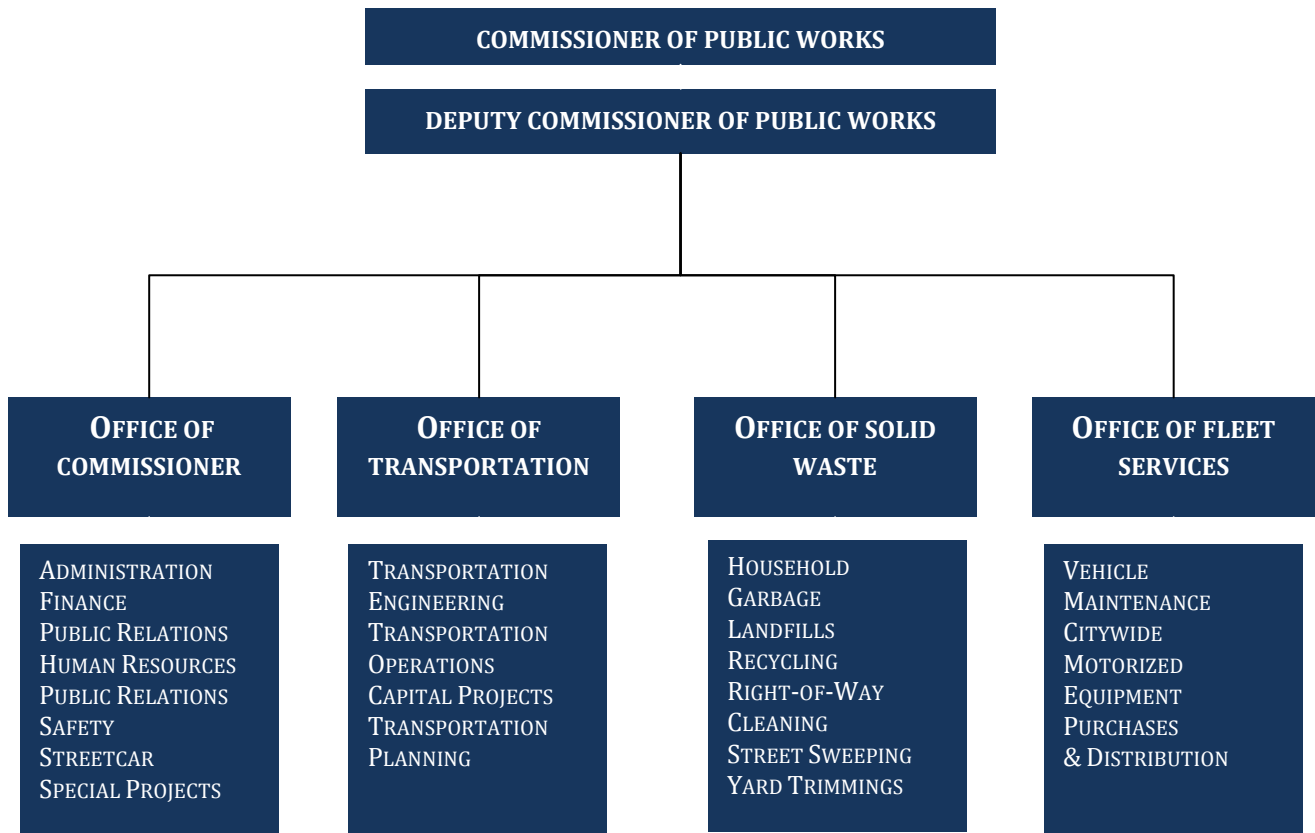 COMMISSIONER OF PUBLIC WORKS
DEPUTY COMMISSIONER OF PUBLIC WORKS
OFFICE OF
COMMISSIONER
OFFICE OF
TRANSPORTATION
OFFICE OF SOLID
WASTE
OFFICE OF FLEET
SERVICES
ADMINISTRATION
FINANCE
PUBLIC RELATIONS
HUMAN RESOURCES
PUBLIC RELATIONS
SAFETY
STREETCAR
SPECIAL PROJECTS
TRANSPORTATION
ENGINEERING
TRANSPORTATION
OPERATIONS
CAPITAL PROJECTS
TRANSPORTATION
PLANNING
HOUSEHOLD
GARBAGE
LANDFILLS
RECYCLING
RIGHT-OF-WAY
CLEANING
STREET SWEEPING
YARD TRIMMINGS
VEHICLE
MAINTENANCE
CITYWIDE
MOTORIZED
EQUIPMENT
PURCHASES
& DISTRIBUTION